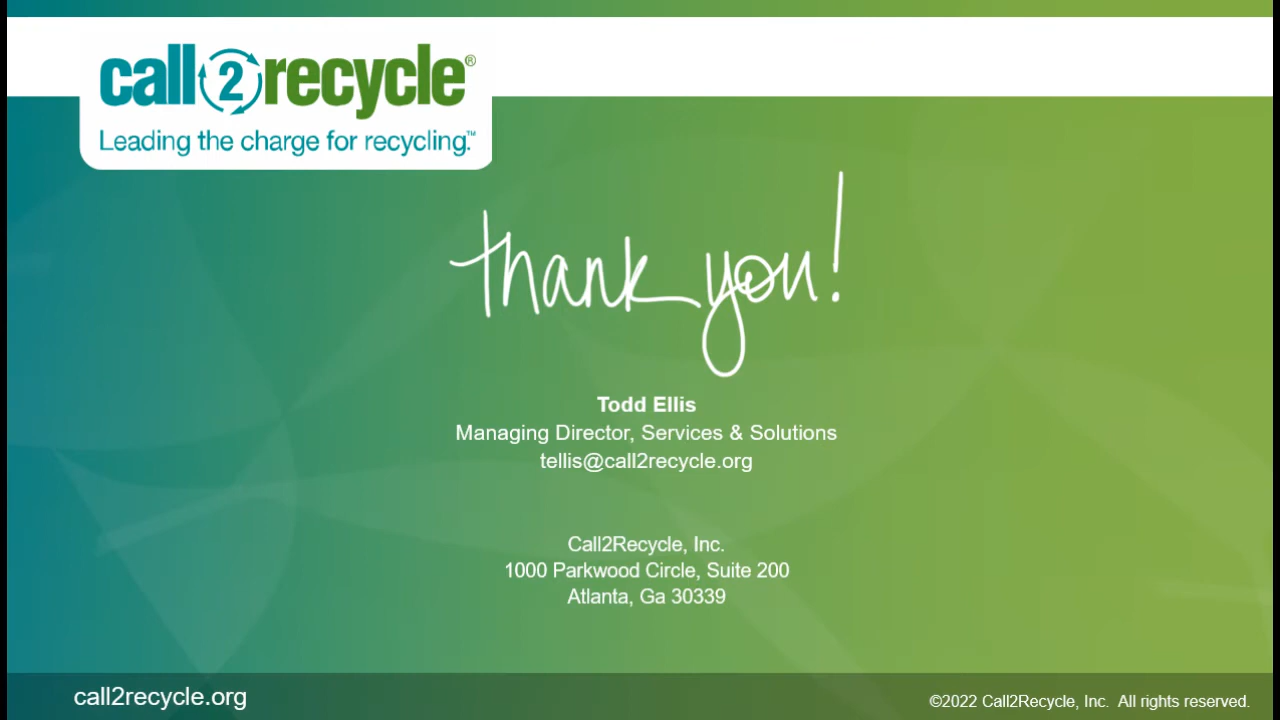 call2recycle®
Leading the charge for recycling.™
thank you!
Todd Ellis
Managing Director, Services & Solutions
tellis@call2recycle.org
Call2Recycle, Inc.
1000 Parkwood Circle, Suite 200
Atlanta, Ga 30339
call2recycle.org
©2022 Call2Recycle, Inc. All rights reserved.